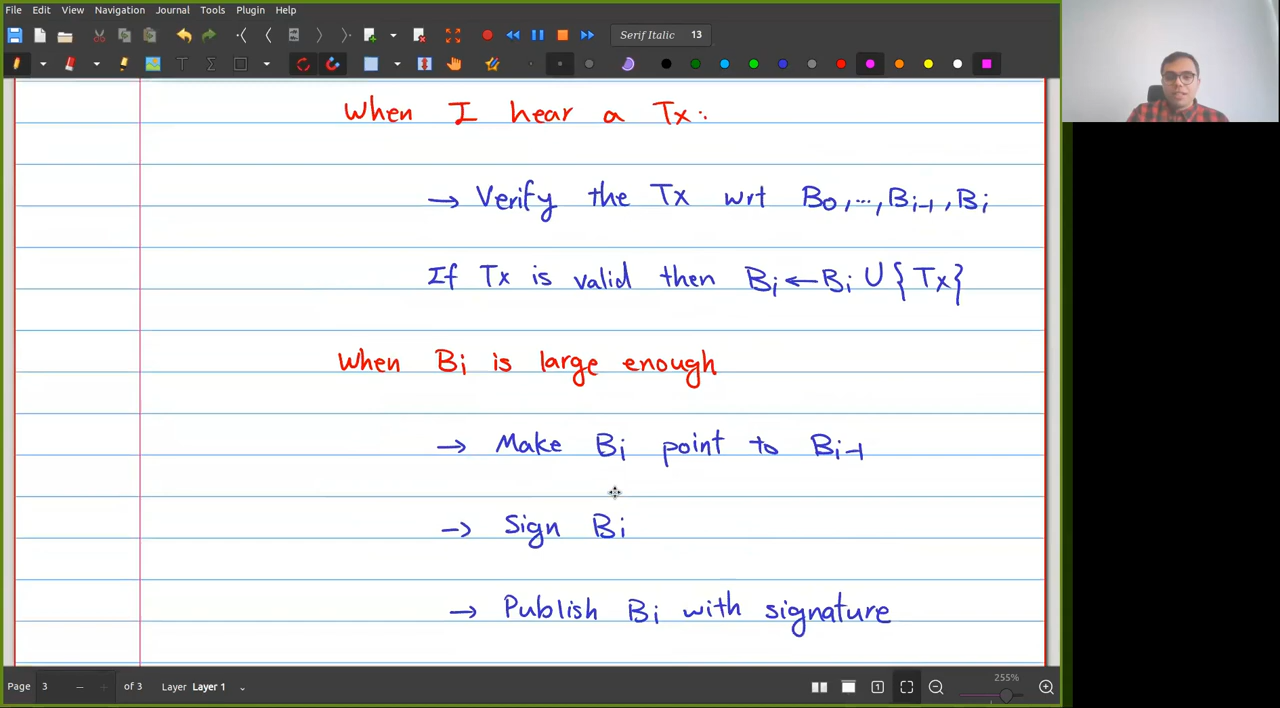 File Edit View Navigation Journal Tools Plugin Help
Serif Italic 13
When I hear a Tx:
→ Verify the Tx wrt B0,...,Bi-1,Bi
If Tx is valid then Bi←Bi U{Tx}
When Bi is large enough
→ Make Bi point to Bi-1
→ Sign Bi
→ Publish Bi with signature
Page 3 of 3 Layer Layer 1 255%